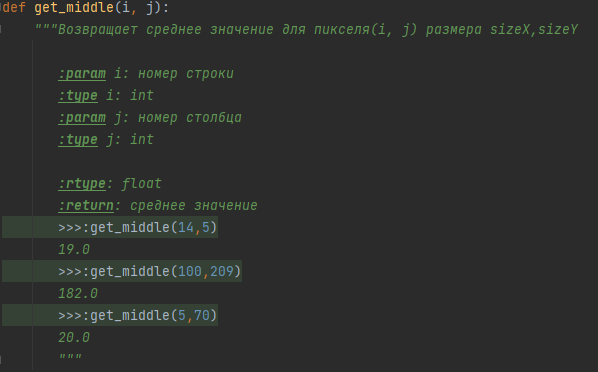 def get_middle(i, j):
"""Возвращает среднее значение для пикселя(i, j) размера sizeX,sizeY
:param i: номер строки
:type i: int
:param j: номер столбца
:type j: int
:rtype: float
:return: среднее значение
>>>:get_middle(14,5)
19.0
>>>:get_middle(100,209)
182.0
>>>:get_middle(5,70)
20.0
"""